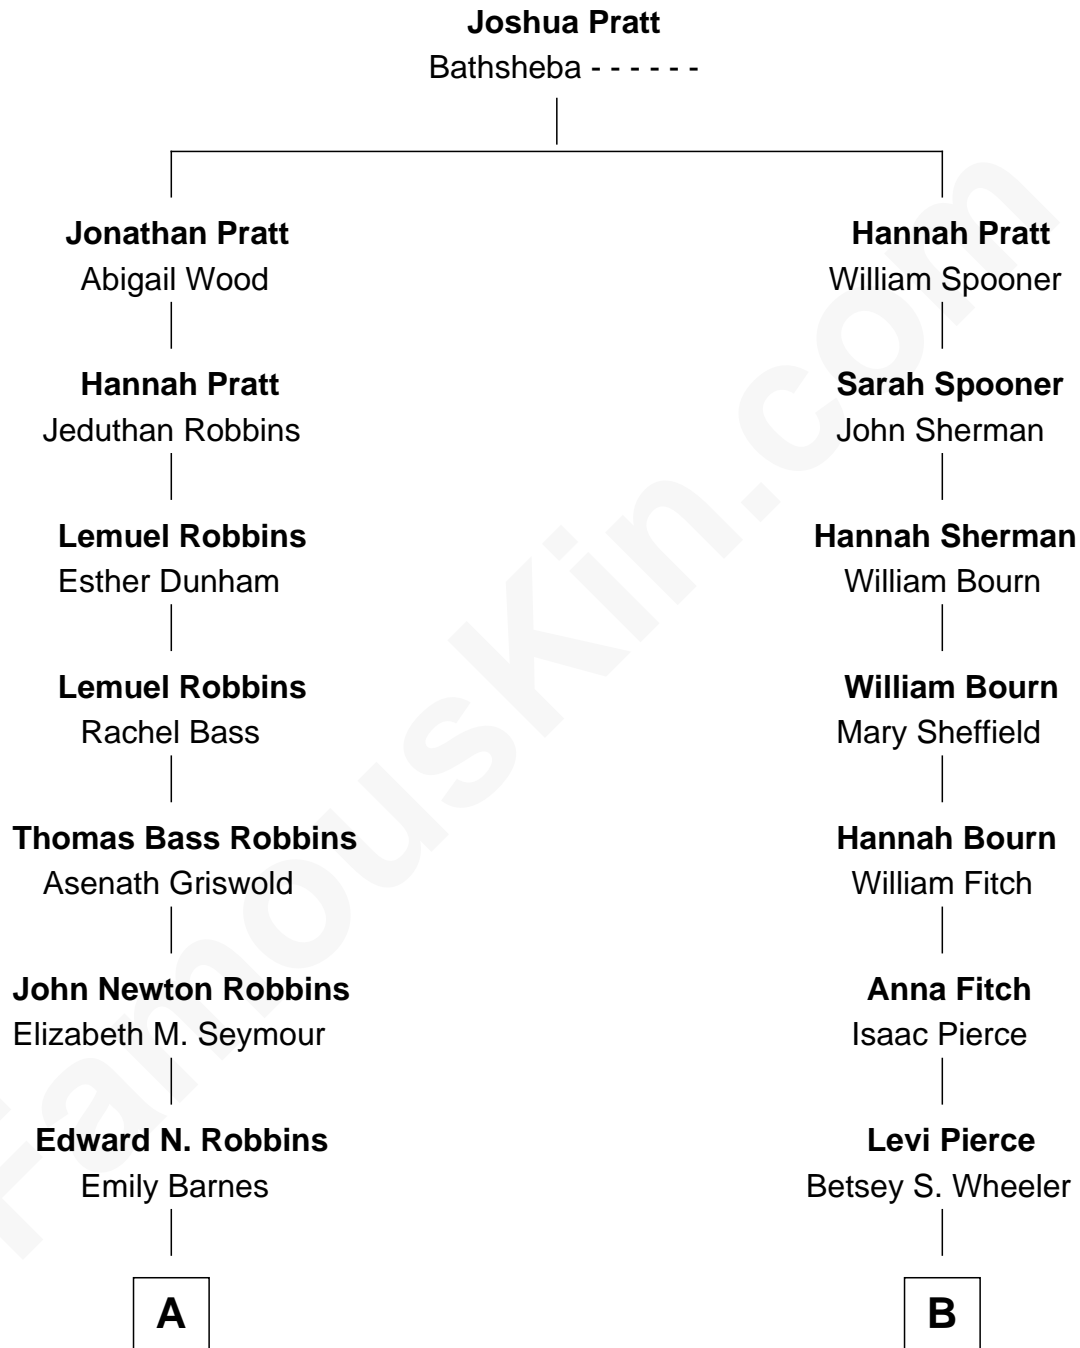 Joshua Pratt
Bathsheba - - - - - -
Jonathan Pratt
Abigail Wood
Hannah Pratt
William Spooner
Hannah Pratt
Jeduthan Robbins
Sarah Spooner
John Sherman
Lemuel Robbins
Esther Dunham
Hannah Sherman
William Bourn
Lemuel Robbins
Rachel Bass
William Bourn
Mary Sheffield
Thomas Bass Robbins
Asenath Griswold
Hannah Bourn
William Fitch
John Newton Robbins
Elizabeth M. Seymour
Anna Fitch
Isaac Pierce
Edward N. Robbins
Emily Barnes
Levi Pierce
Betsey S. Wheeler
A
B
FamousKin.com